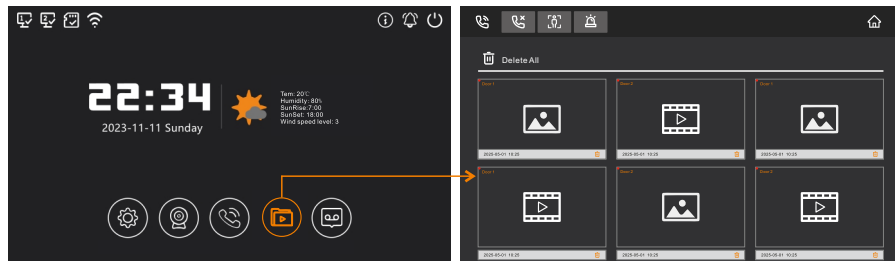 22:34
2023-11-11 Sunday
Tem: 20℃
Humidity: 80%
SunRise:7:00
SunSet: 18:00
Wind speed level: 3
Delete All
Door 1
Door 2
Door 1
2025-05-01 10:25
2025-05-01 10:25
2025-05-01 10:25
Door 1
Door 2
Door 2
2025-05-01 10:25
2025-05-01 10:25
2025-05-01 10:25